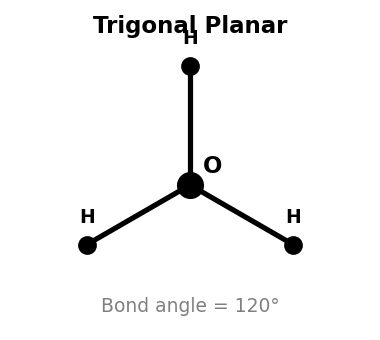 Trigonal Planar
H
O
H
H
Bond angle = 120°